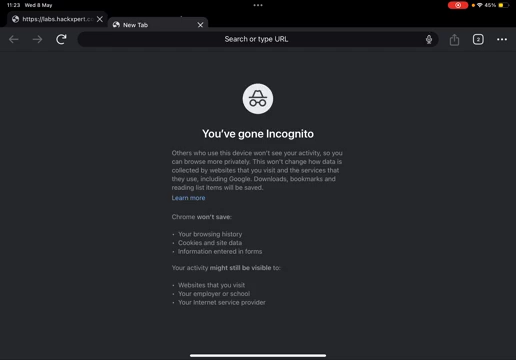 11:23 Wed 8 May
45%
https://labs.hackxpert.c
New Tab
Search or type URL
2
You've gone Incognito
Others who use this device won't see your activity, so you
can browse more privately. This won't change how data is
collected by websites that you visit and the services that
they use, including Google. Downloads, bookmarks and
reading list items will be saved.
Learn more
Chrome won't save:
• Your browsing history
• Cookies and site data
• Information entered in forms
Your activity might still be visible to:
• Websites that you visit
• Your employer or school
• Your Internet service provider